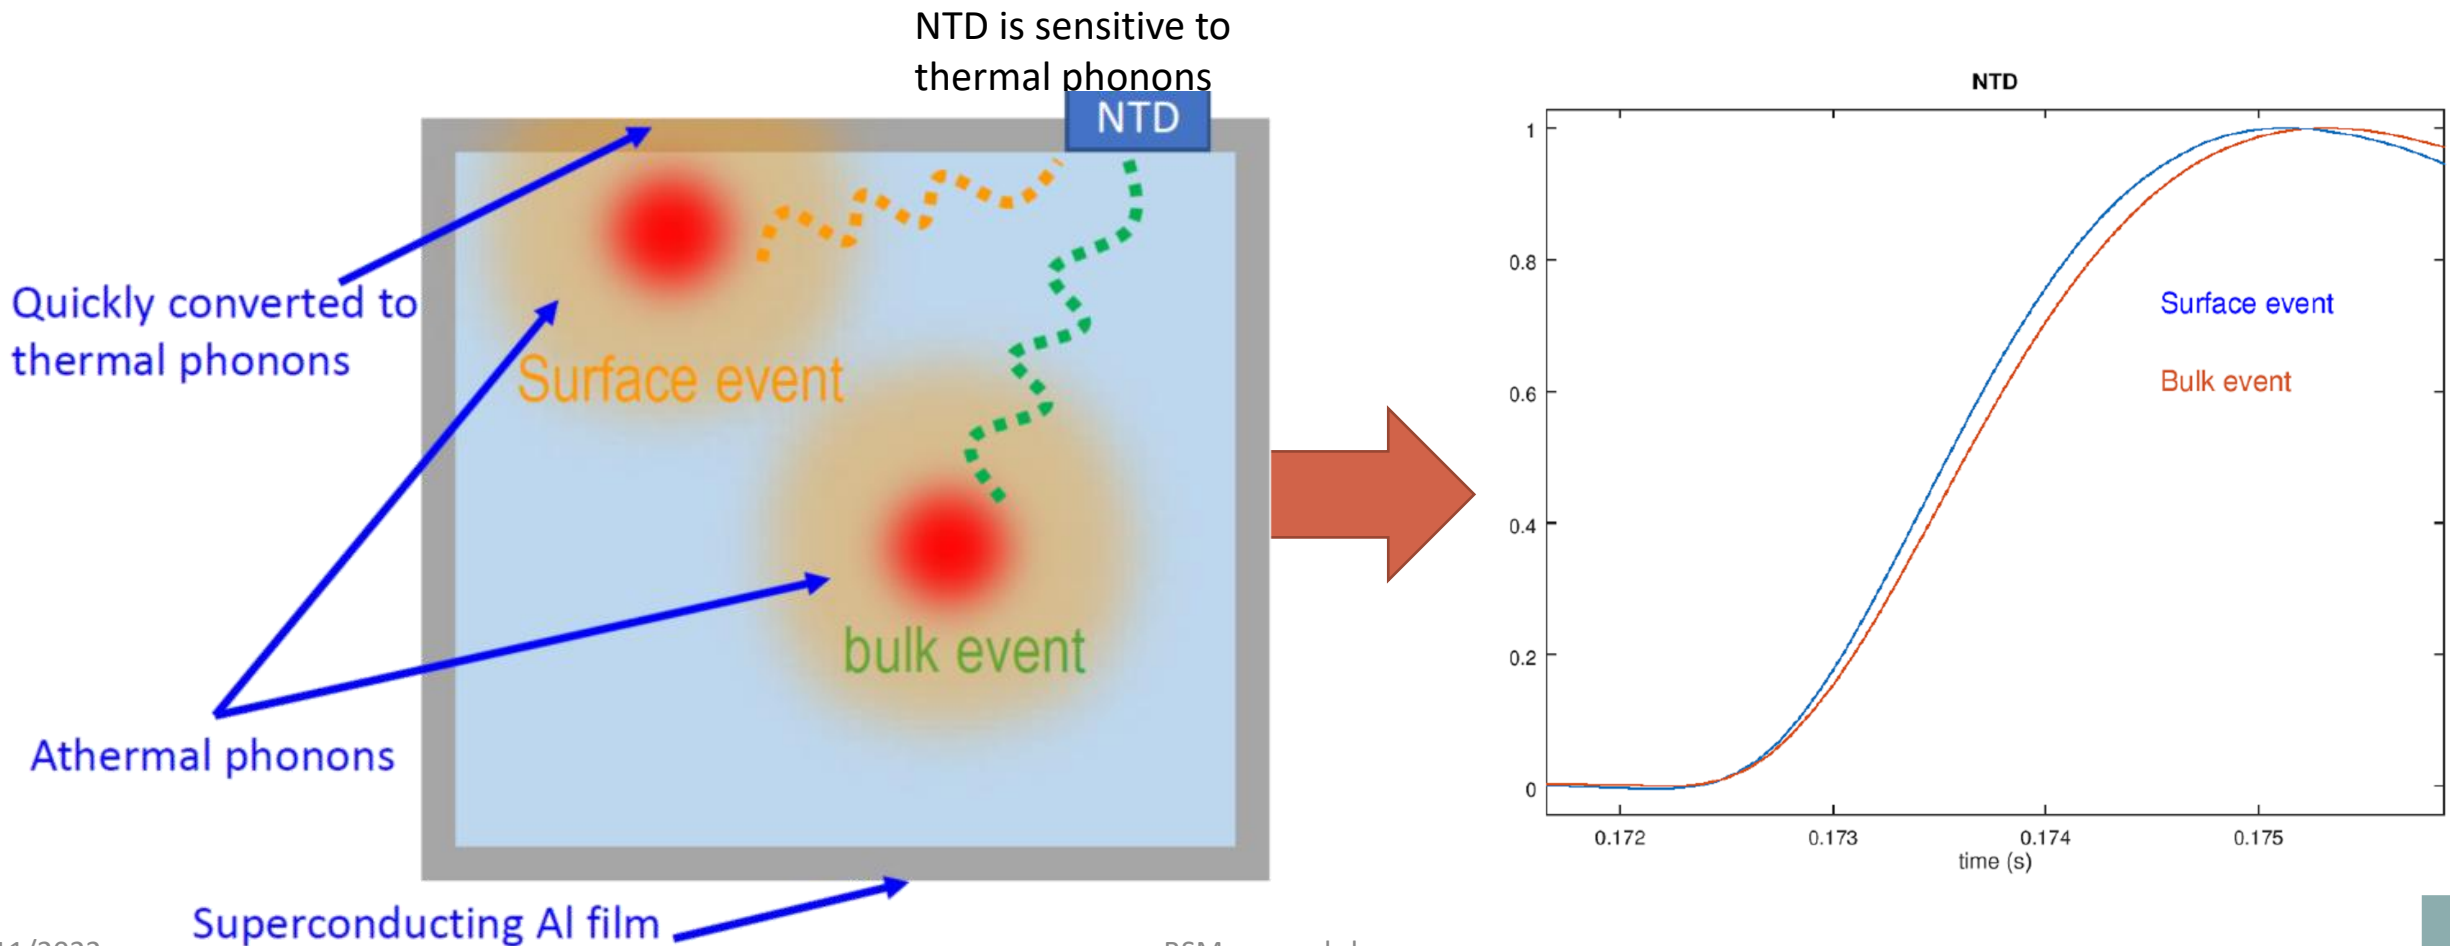 NTD is sensitive to
thermal phonons
NTD
Quickly converted to
thermal phonons
Surface event
bulk event
Athermal phonons
Superconducting Al film
NTD
1
0.8
0.6
0.4
0.2
0
Surface event
Bulk event
0.172 0.173 0.174 0.175
time (s)